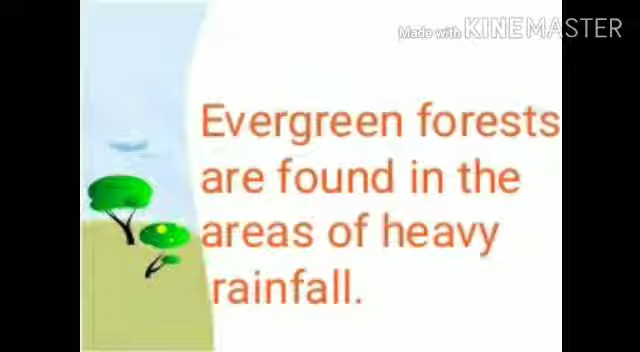 Made with KINEMASTER
Evergreen forests
are found in the
areas of heavy
rainfall.